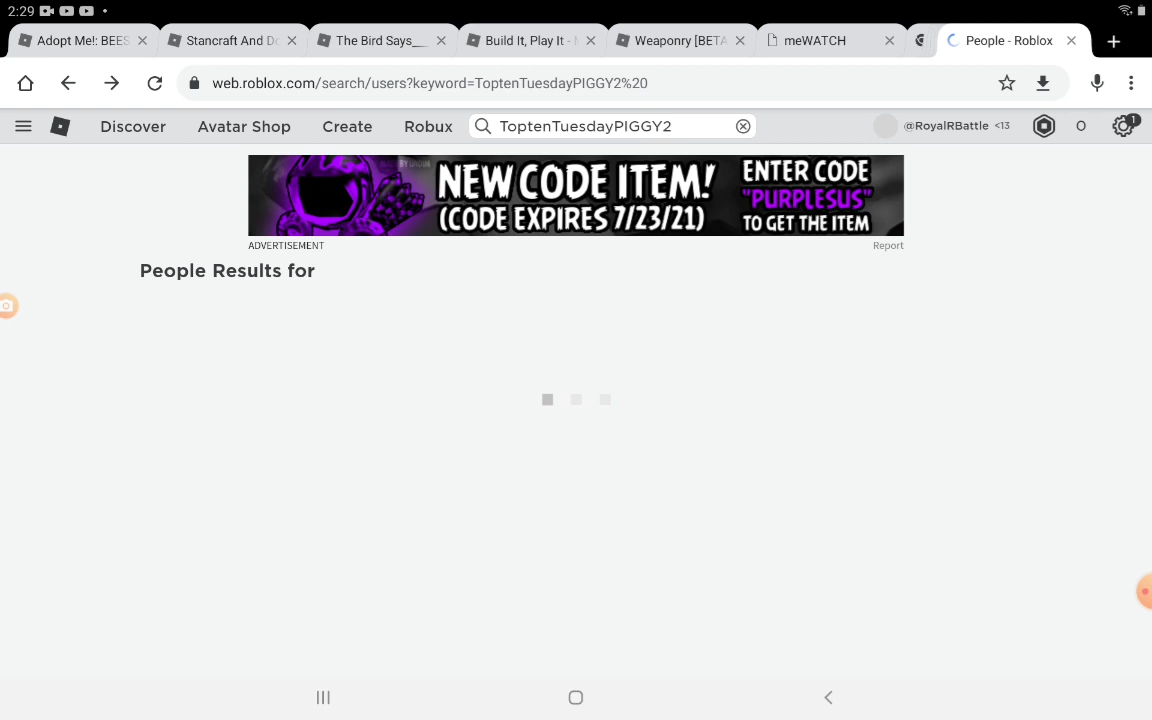 2:29
Adopt Me!: BEES
Stancraft And Do
The Bird Says__
Build It, Play It -
Weaponry [BETA
meWATCH
People - Roblox
web.roblox.com/search/users?keyword=ToptenTuesdayPIGGY2%20
Discover
Avatar Shop
Create
Robux
ToptenTuesdayPIGGY2
@RoyalRBattle <13
0
1
NEW CODE ITEM!
(CODE EXPIRES 7/23/21)
ENTER CODE
"PURPLESUS"
TO GET THE ITEM
ADVERTISEMENT
Report
People Results for